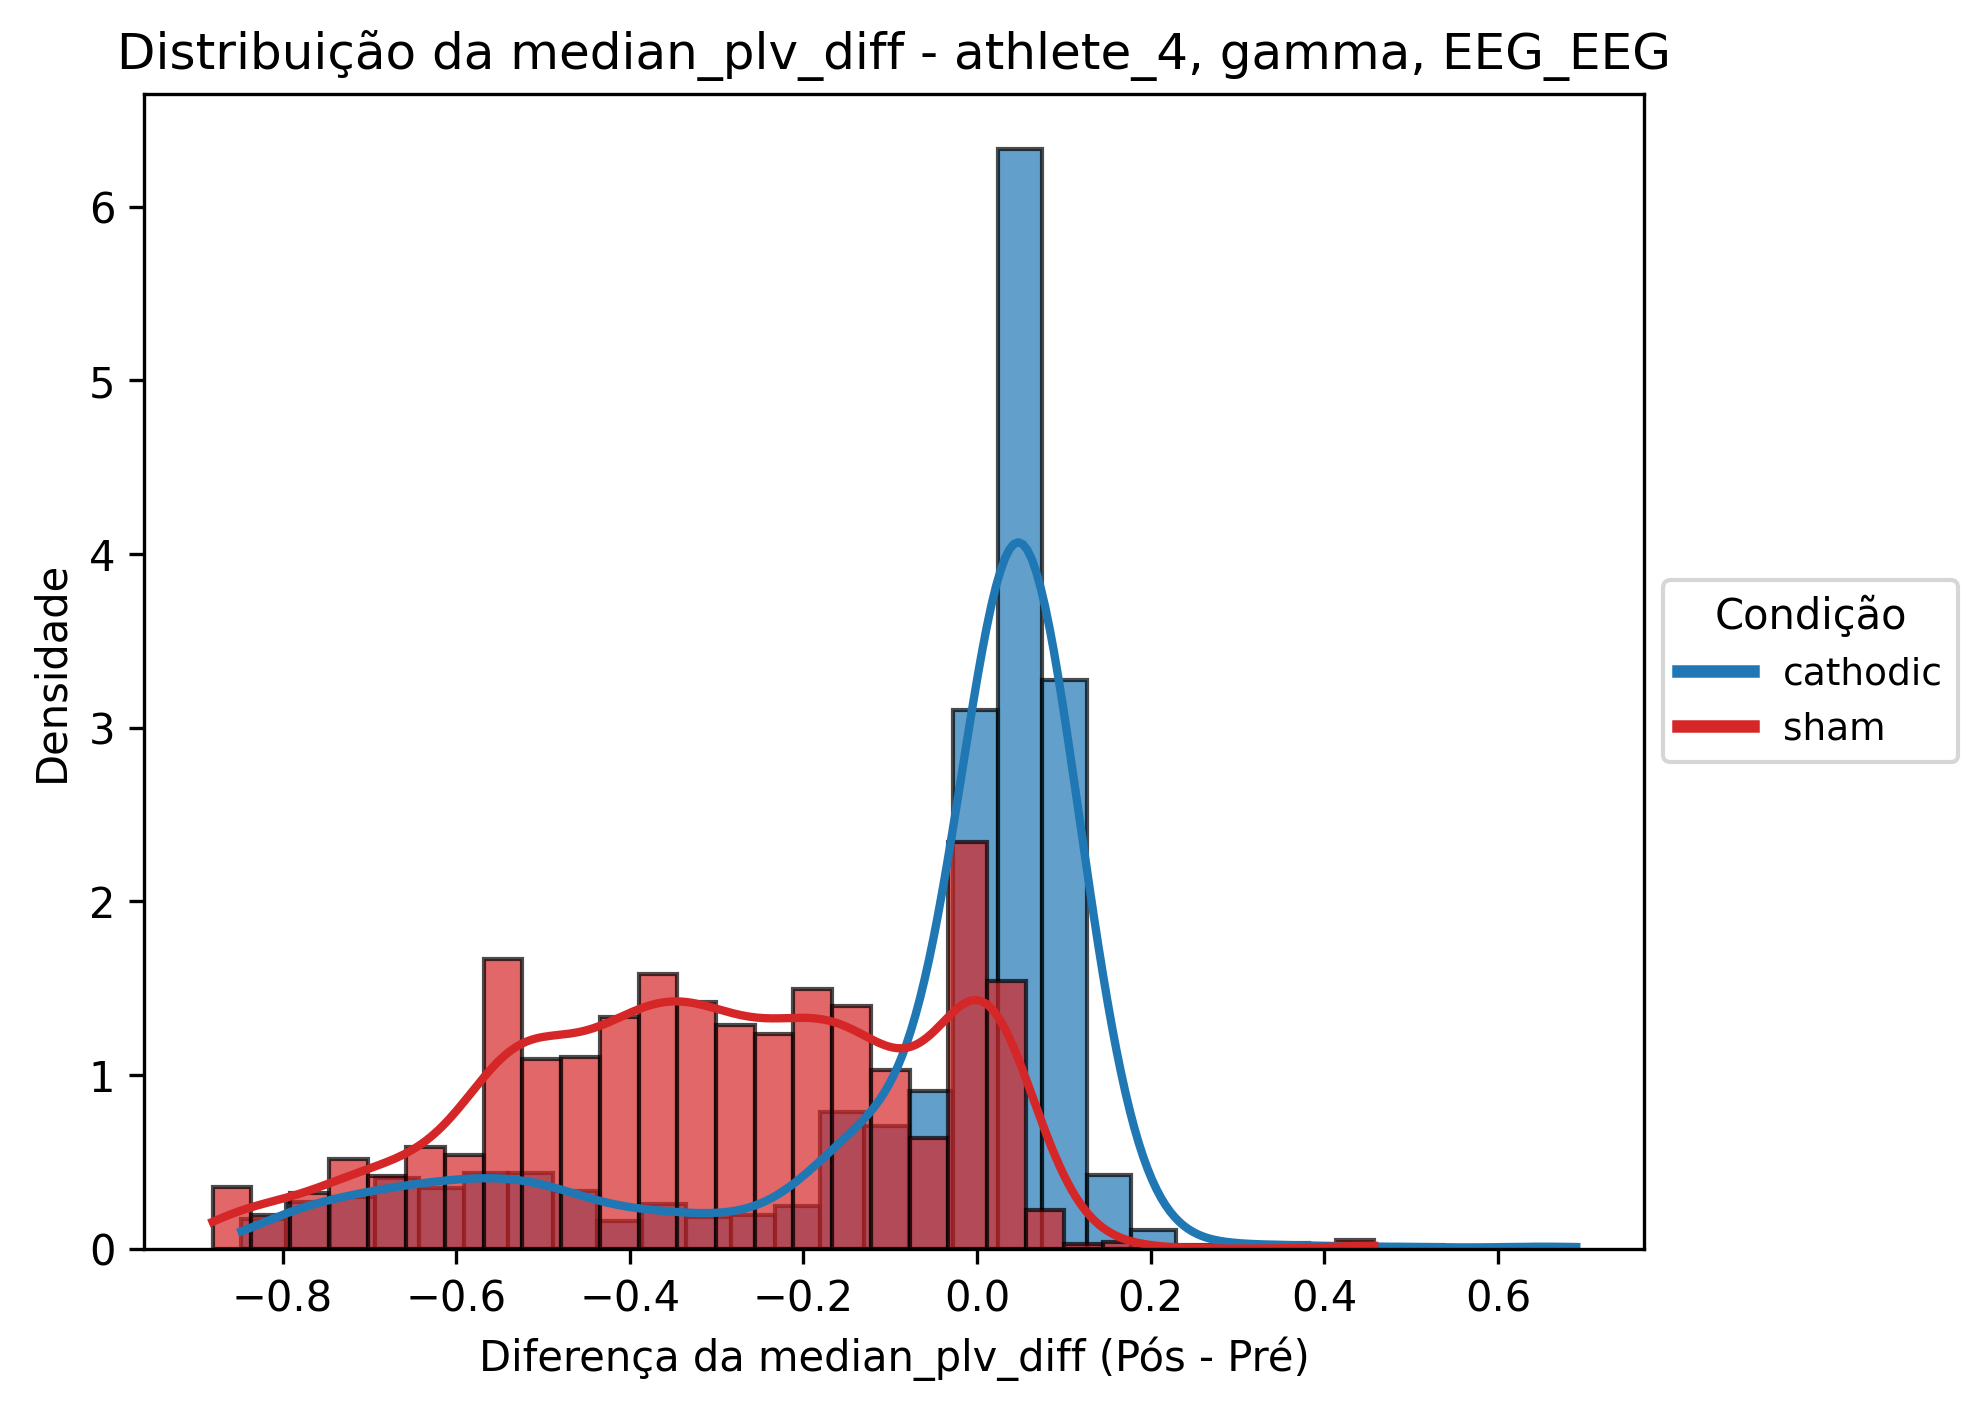 Distribuição da median_plv_diff - athlete_4, gamma, EEG_EEG
Densidade
6
5
4
3
2
1
0
−0.8 −0.6 −0.4 −0.2 0.0 0.2 0.4 0.6
Diferença da median_plv_diff (Pós - Pré)
Condição
cathodic
sham